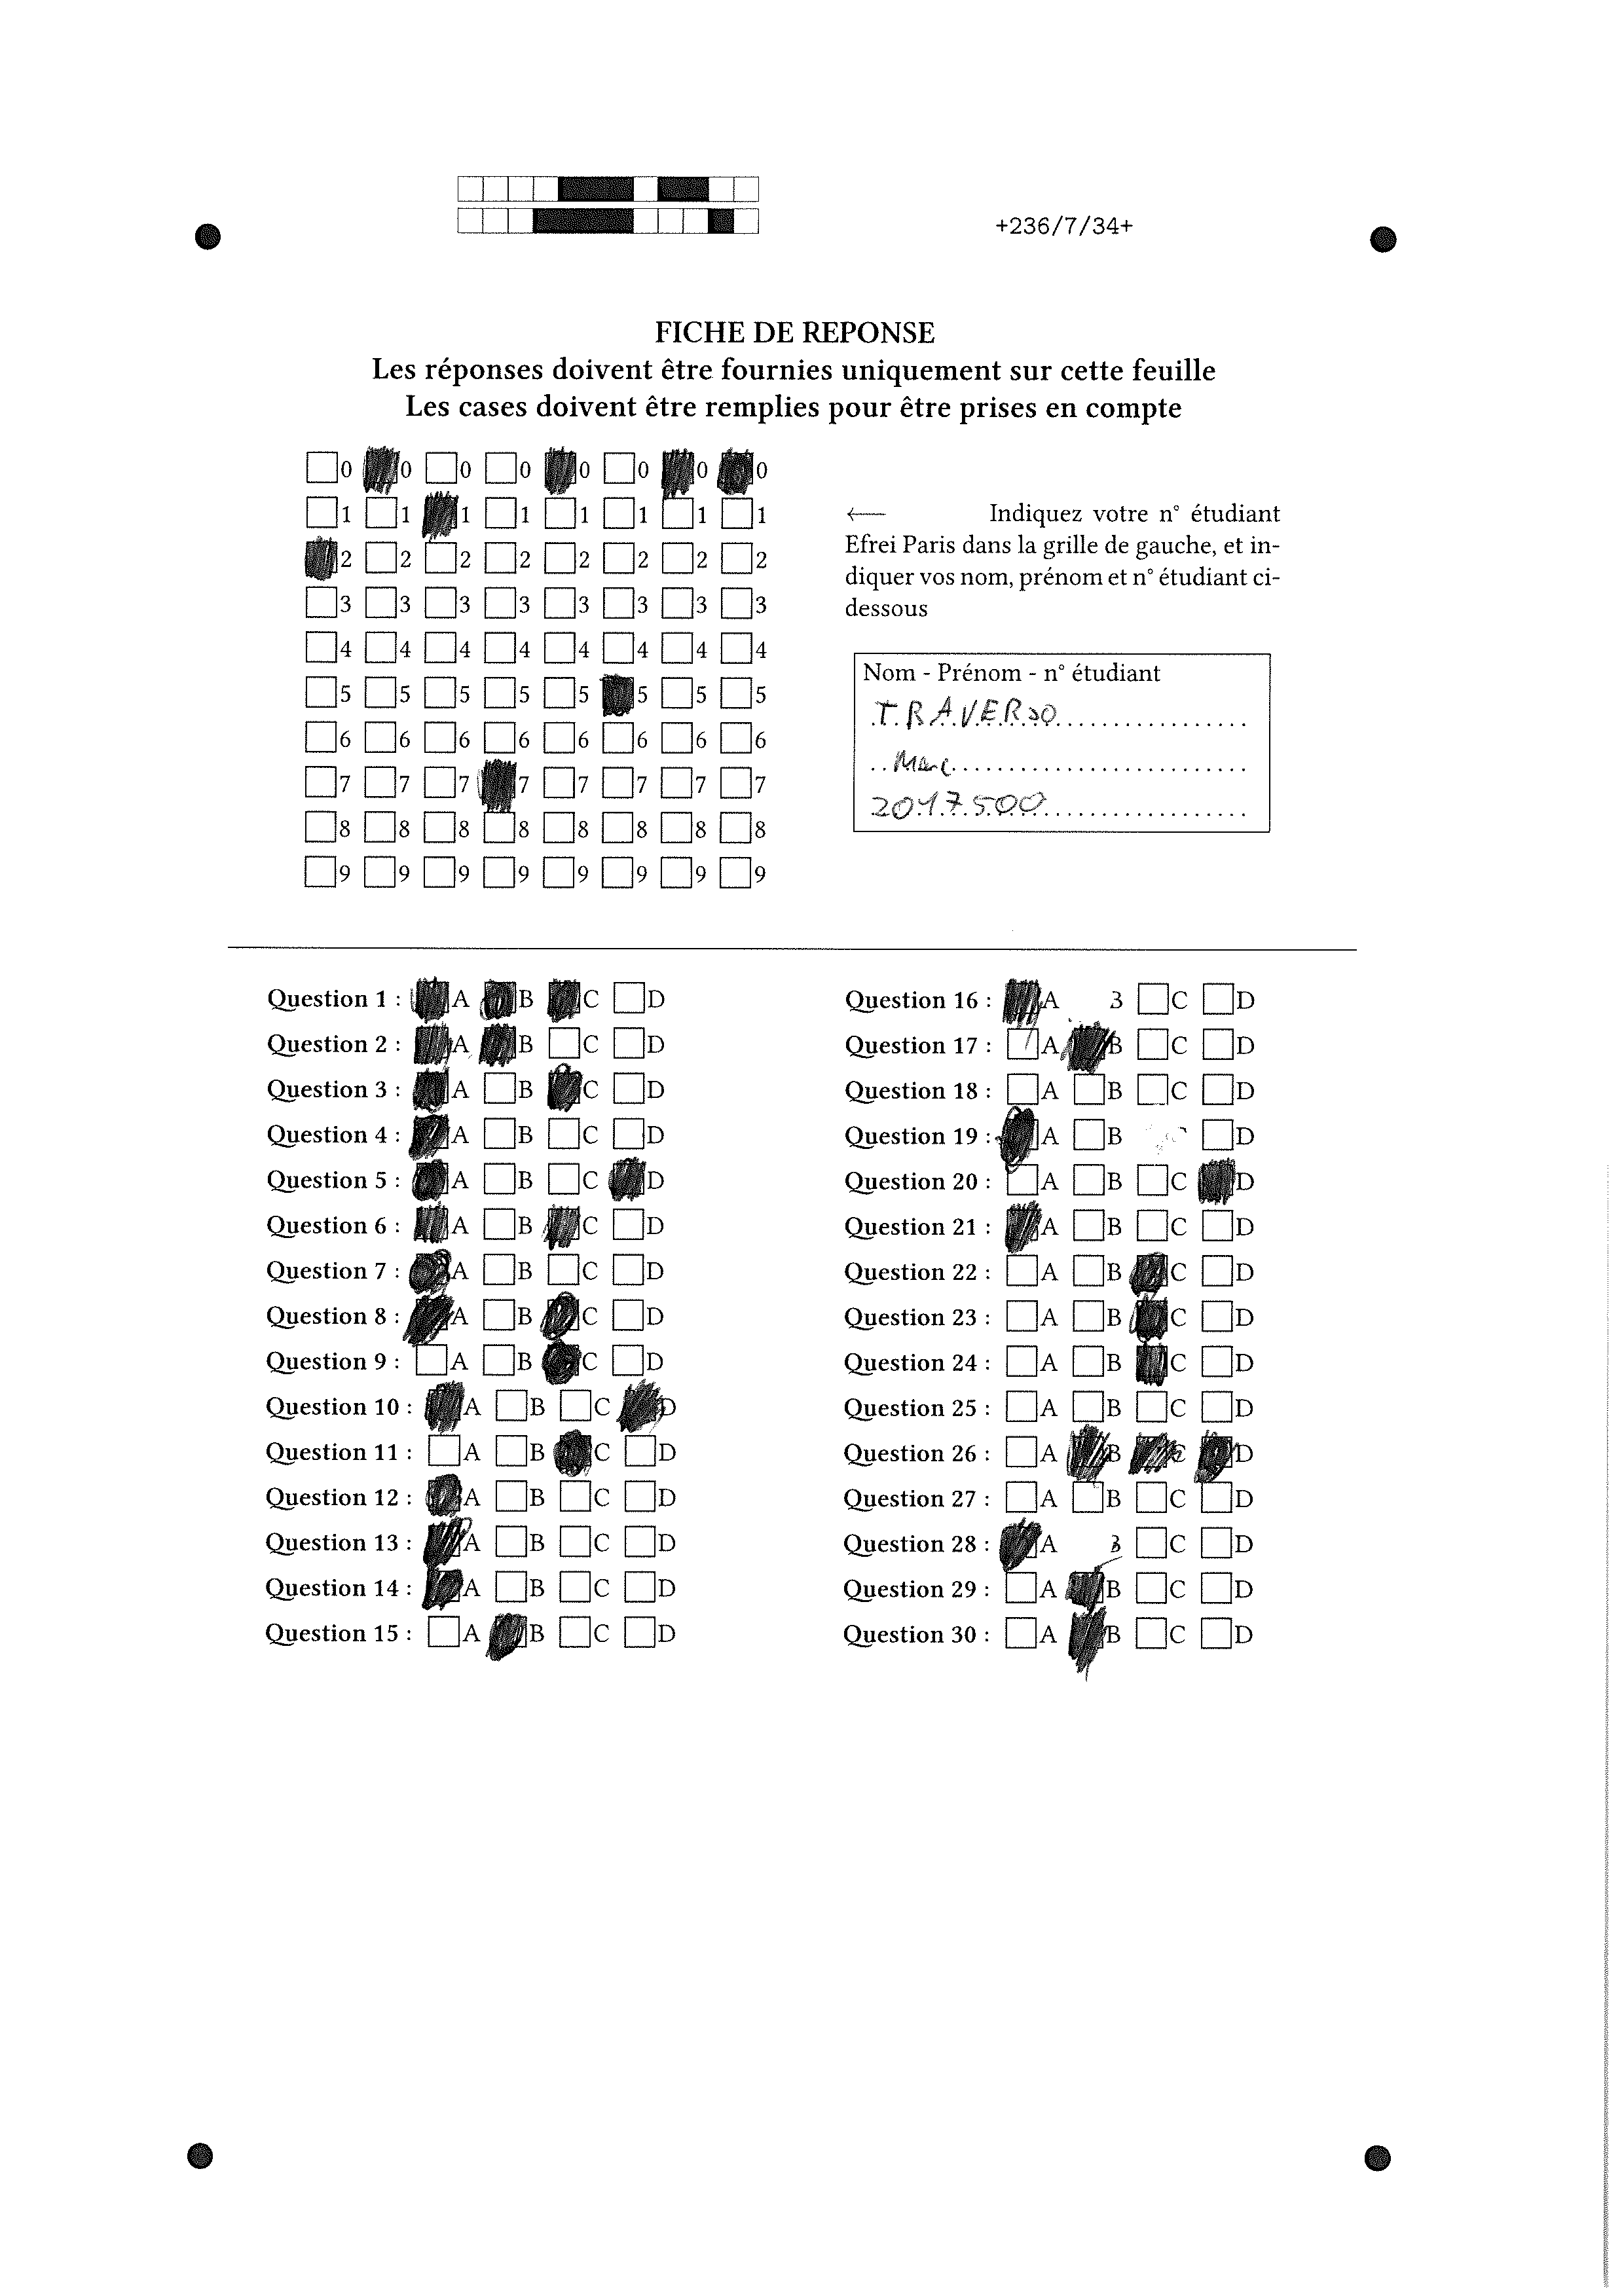 +236/7/34+
FICHE DE REPONSE
Les réponses doivent être fournies uniquement sur cette feuille
Les cases doivent être remplies pour être prises en compte
0 0 0 0 0 0 0 0
1 1 1 1 1 1 1 1
2 2 2 2 2 2 2 2
3 3 3 3 3 3 3 3
4 4 4 4 4 4 4 4
5 5 5 5 5 5 5 5
6 6 6 6 6 6 6 6
7 7 7 7 7 7 7 7
8 8 8 8 8 8 8 8
9 9 9 9 9 9 9 9
← Indiquez votre n° étudiant
Efrei Paris dans la grille de gauche, et in-
diquer vos nom, prénom et n° étudiant ci-
dessous
Nom - Prénom - n° étudiant
TRAVERSO
Marc
2017500
Question 1 : A B C D
Question 2 : A B C D
Question 3 : A B C D
Question 4 : A B C D
Question 5 : A B C D
Question 6 : A B C D
Question 7 : A B C D
Question 8 : A B C D
Question 9 : A B C D
Question 10 : A B C D
Question 11 : A B C D
Question 12 : A B C D
Question 13 : A B C D
Question 14 : A B C D
Question 15 : A B C D
Question 16 : A B C D
Question 17 : A B C D
Question 18 : A B C D
Question 19 : A B D
Question 20 : A B C D
Question 21 : A B C D
Question 22 : A B C D
Question 23 : A B C D
Question 24 : A B C D
Question 25 : A B C D
Question 26 : A B C D
Question 27 : A B C D
Question 28 : A B C D
Question 29 : A B C D
Question 30 : A B C D